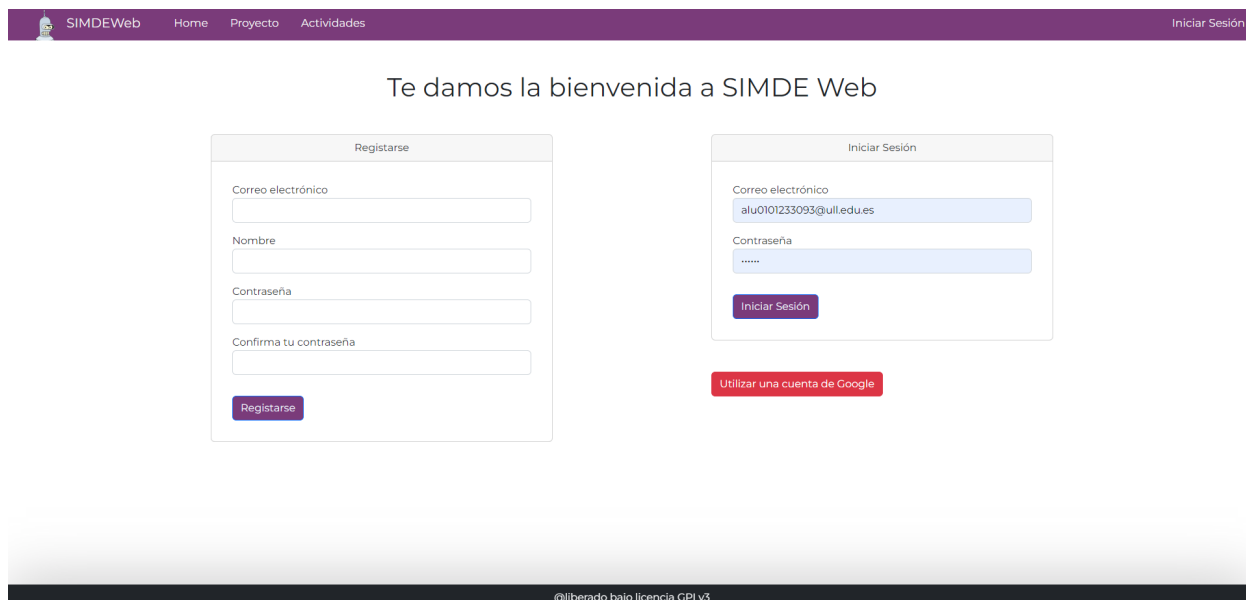 SIMDEWeb Home Proyecto Actividades Iniciar Sesión
Te damos la bienvenida a SIMDE Web
Registarse
Correo electrónico
Nombre
Contraseña
Confirma tu contraseña
Registarse
Iniciar Sesión
Correo electrónico
alu0101233093@ull.edu.es
Contraseña
······
Iniciar Sesión
Utilizar una cuenta de Google
@liberado bajo licencia GPLv3